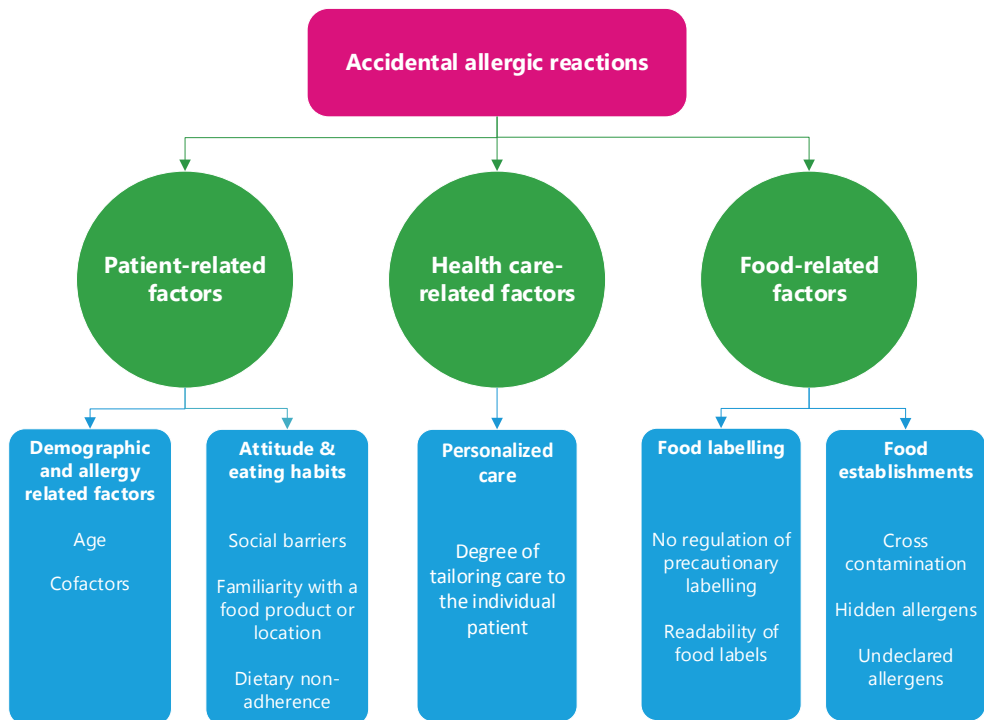 Accidental allergic reactions
Patient-related
factors
Health care-
related factors
Food-related
factors
Demographic
and allergy
related factors
Age
Cofactors
Attitude &
eating habits
Social barriers
Familiarity with a
food product or
location
Dietary non-
adherence
Personalized
care
Degree of
tailoring care to
the individual
patient
Food labelling
No regulation of
precautionary
labelling
Readability of
food labels
Food
establishments
Cross
contamination
Hidden allergens
Undeclared
allergens